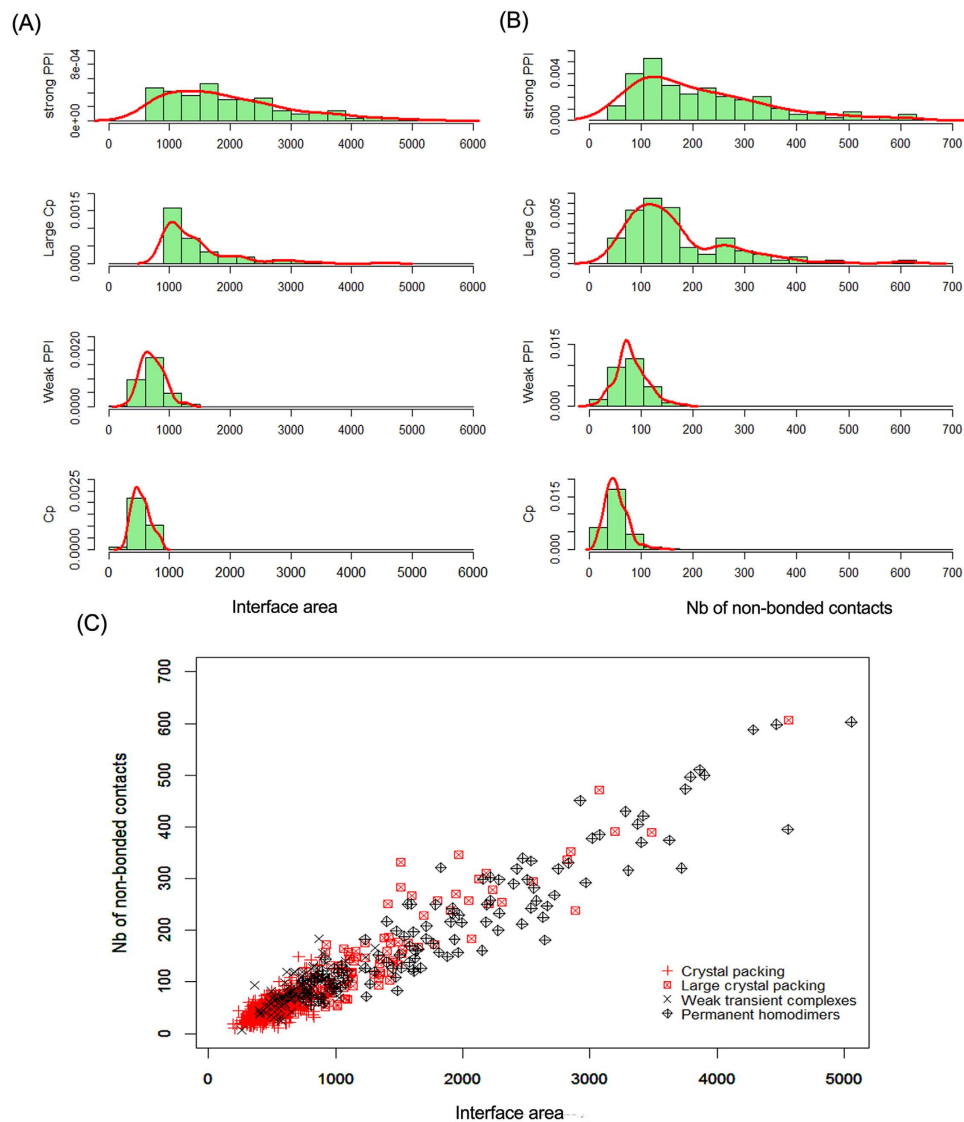 (A)
(B)
strong PPI
0e+00 8e-04
0 1000 2000 3000 4000 5000 6000
strong PPI
0.000 0.004
0 100 200 300 400 500 600 700
Large Cp
0.0000 0.0015
0 1000 2000 3000 4000 5000 6000
Large Cp
0.000 0.005
0 100 200 300 400 500 600 700
Weak PPI
0.0000 0.0020
0 1000 2000 3000 4000 5000 6000
Weak PPI
0.000 0.015
0 100 200 300 400 500 600 700
Cp
0.0000 0.0025
0 1000 2000 3000 4000 5000 6000
Interface area
Cp
0.000 0.015
0 100 200 300 400 500 600 700
Nb of non-bonded contacts
(C)
Nb of non-bonded contacts
700
600
500
400
300
200
100
0
Crystal packing
Large crystal packing
Weak transient complexes
Permanent homodimers
0 1000 2000 3000 4000 5000
Interface area